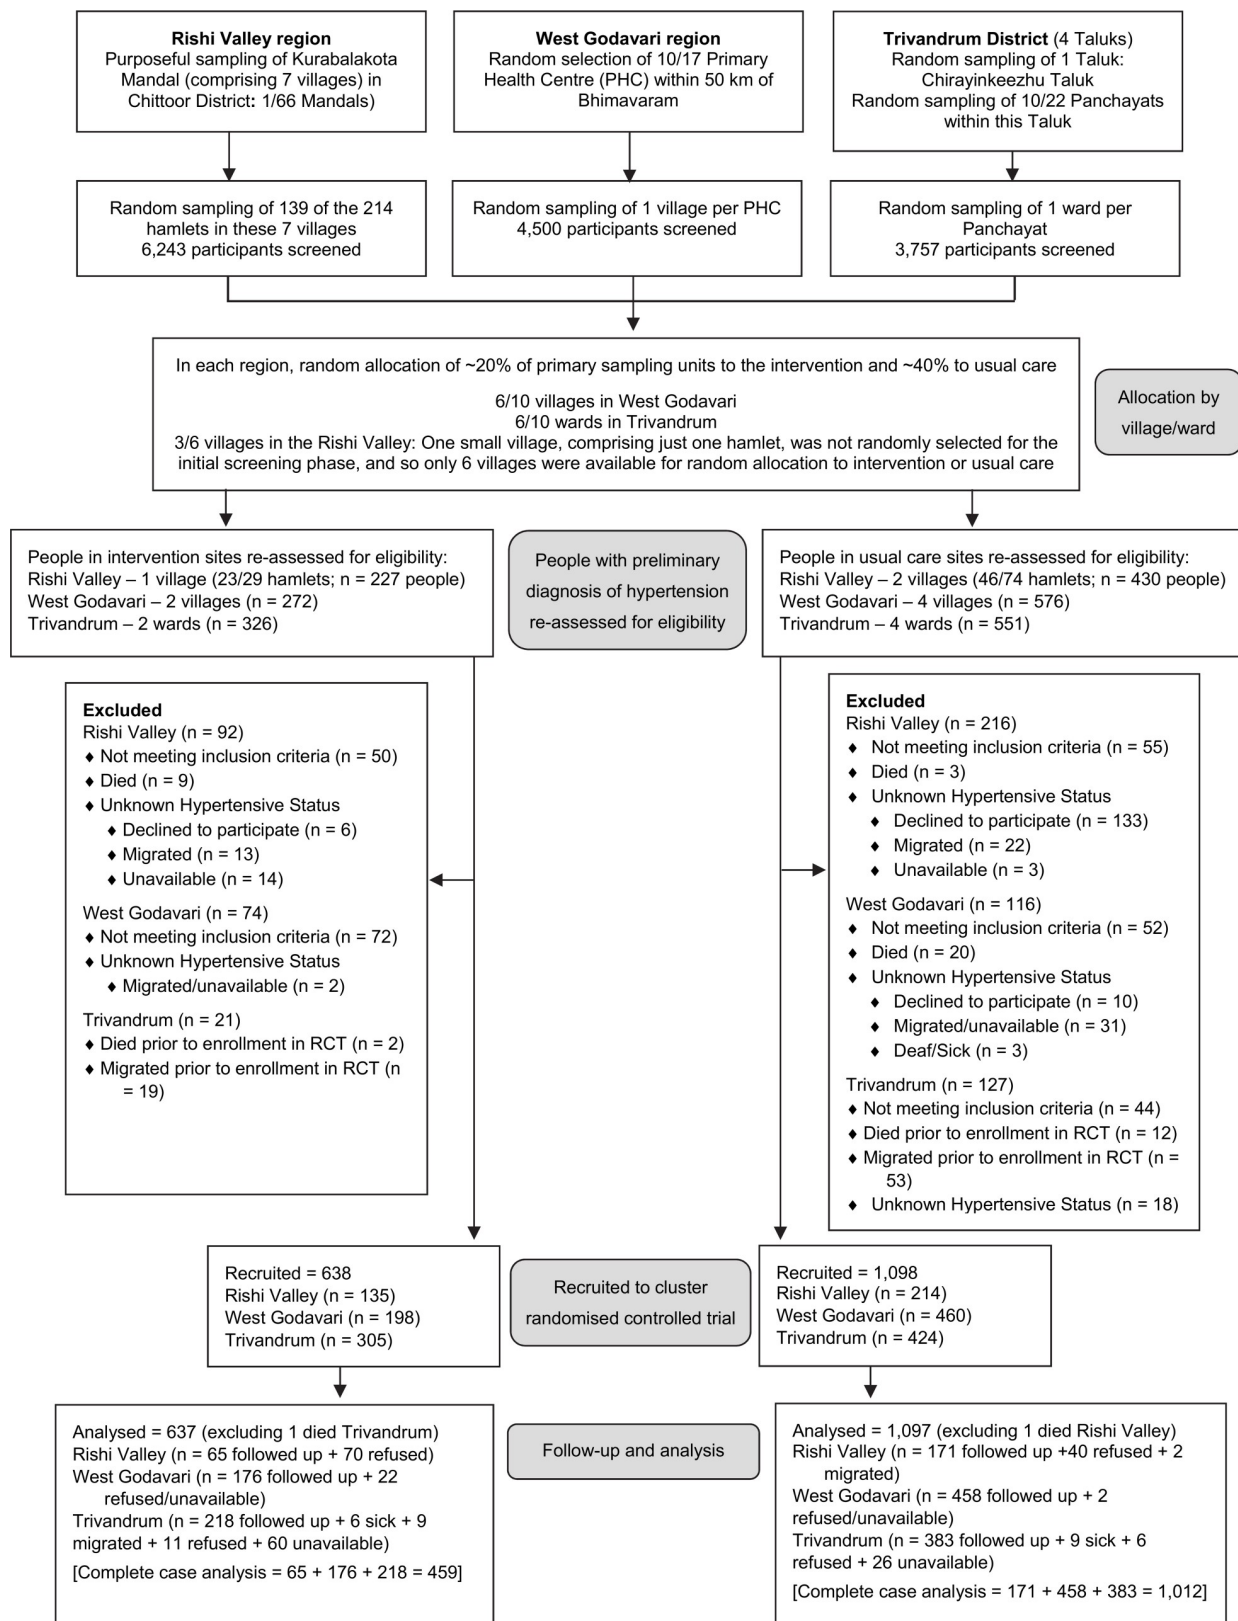 Rishi Valley region
Purposeful sampling of Kurabalakota
Mandal (comprising 7 villages) in
Chittoor District: 1/66 Mandals)
West Godavari region
Random selection of 10/17 Primary
Health Centre (PHC) within 50 km of
Bhimavaram
Trivandrum District (4 Taluks)
Random sampling of 1 Taluk:
Chirayinkeezhu Taluk
Random sampling of 10/22 Panchayats
within this Taluk
Random sampling of 139 of the 214
hamlets in these 7 villages
6,243 participants screened
Random sampling of 1 village per PHC
4,500 participants screened
Random sampling of 1 ward per
Panchayat
3,757 participants screened
In each region, random allocation of ~20% of primary sampling units to the intervention and ~40% to usual care
6/10 villages in West Godavari
6/10 wards in Trivandrum
3/6 villages in the Rishi Valley: One small village, comprising just one hamlet, was not randomly selected for the
initial screening phase, and so only 6 villages were available for random allocation to intervention or usual care
Allocation by
village/ward
People in intervention sites re-assessed for eligibility:
Rishi Valley – 1 village (23/29 hamlets; n = 227 people)
West Godavari – 2 villages (n = 272)
Trivandrum – 2 wards (n = 326)
People with preliminary
diagnosis of hypertension
re-assessed for eligibility
People in usual care sites re-assessed for eligibility:
Rishi Valley – 2 villages (46/74 hamlets; n = 430 people)
West Godavari – 4 villages (n = 576)
Trivandrum – 4 wards (n = 551)
Excluded
Rishi Valley (n = 92)
♦ Not meeting inclusion criteria (n = 50)
♦ Died (n = 9)
♦ Unknown Hypertensive Status
♦ Declined to participate (n = 6)
♦ Migrated (n = 13)
♦ Unavailable (n = 14)
West Godavari (n = 74)
♦ Not meeting inclusion criteria (n = 72)
♦ Unknown Hypertensive Status
♦ Migrated/unavailable (n = 2)
Trivandrum (n = 21)
♦ Died prior to enrollment in RCT (n = 2)
♦ Migrated prior to enrollment in RCT (n
= 19)
Excluded
Rishi Valley (n = 216)
♦ Not meeting inclusion criteria (n = 55)
♦ Died (n = 3)
♦ Unknown Hypertensive Status
♦ Declined to participate (n = 133)
♦ Migrated (n = 22)
♦ Unavailable (n = 3)
West Godavari (n = 116)
♦ Not meeting inclusion criteria (n = 52)
♦ Died (n = 20)
♦ Unknown Hypertensive Status
♦ Declined to participate (n = 10)
♦ Migrated/unavailable (n = 31)
♦ Deaf/Sick (n = 3)
Trivandrum (n = 127)
♦ Not meeting inclusion criteria (n = 44)
♦ Died prior to enrollment in RCT (n = 12)
♦ Migrated prior to enrollment in RCT (n =
53)
♦ Unknown Hypertensive Status (n = 18)
Recruited = 638
Rishi Valley (n = 135)
West Godavari (n = 198)
Trivandrum (n = 305)
Recruited to cluster
randomised controlled trial
Recruited = 1,098
Rishi Valley (n = 214)
West Godavari (n = 460)
Trivandrum (n = 424)
Analysed = 637 (excluding 1 died Trivandrum)
Rishi Valley (n = 65 followed up + 70 refused)
West Godavari (n = 176 followed up + 22
refused/unavailable)
Trivandrum (n = 218 followed up + 6 sick + 9
migrated + 11 refused + 60 unavailable)
[Complete case analysis = 65 + 176 + 218 = 459]
Follow-up and analysis
Analysed = 1,097 (excluding 1 died Rishi Valley)
Rishi Valley (n = 171 followed up +40 refused + 2
migrated)
West Godavari (n = 458 followed up + 2
refused/unavailable)
Trivandrum (n = 383 followed up + 9 sick + 6
refused + 26 unavailable)
[Complete case analysis = 171 + 458 + 383 = 1,012]